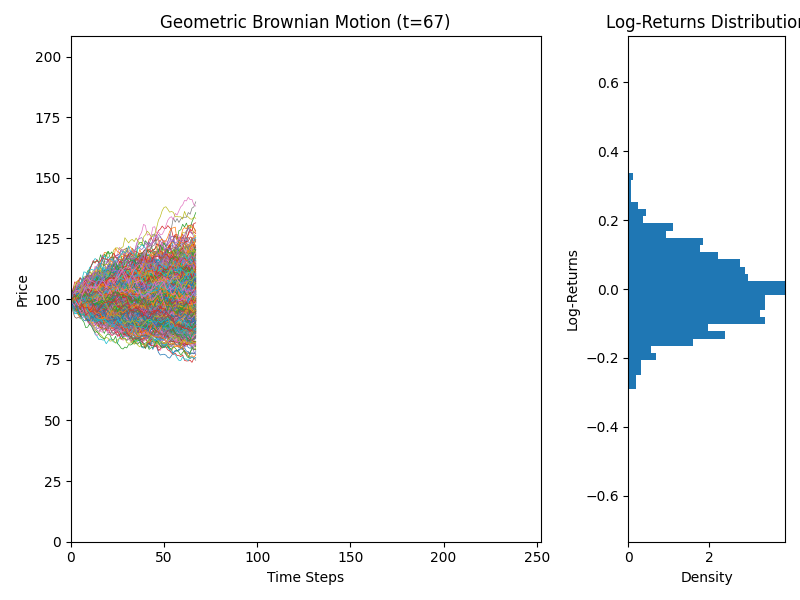 Geometric Brownian Motion (t=67)
Price
200
175
150
125
100
75
50
25
0
0 50 100 150 200 250
Time Steps
Log-Returns Distribution
Log-Returns
0.6
0.4
0.2
0.0
−0.2
−0.4
−0.6
0 2
Density